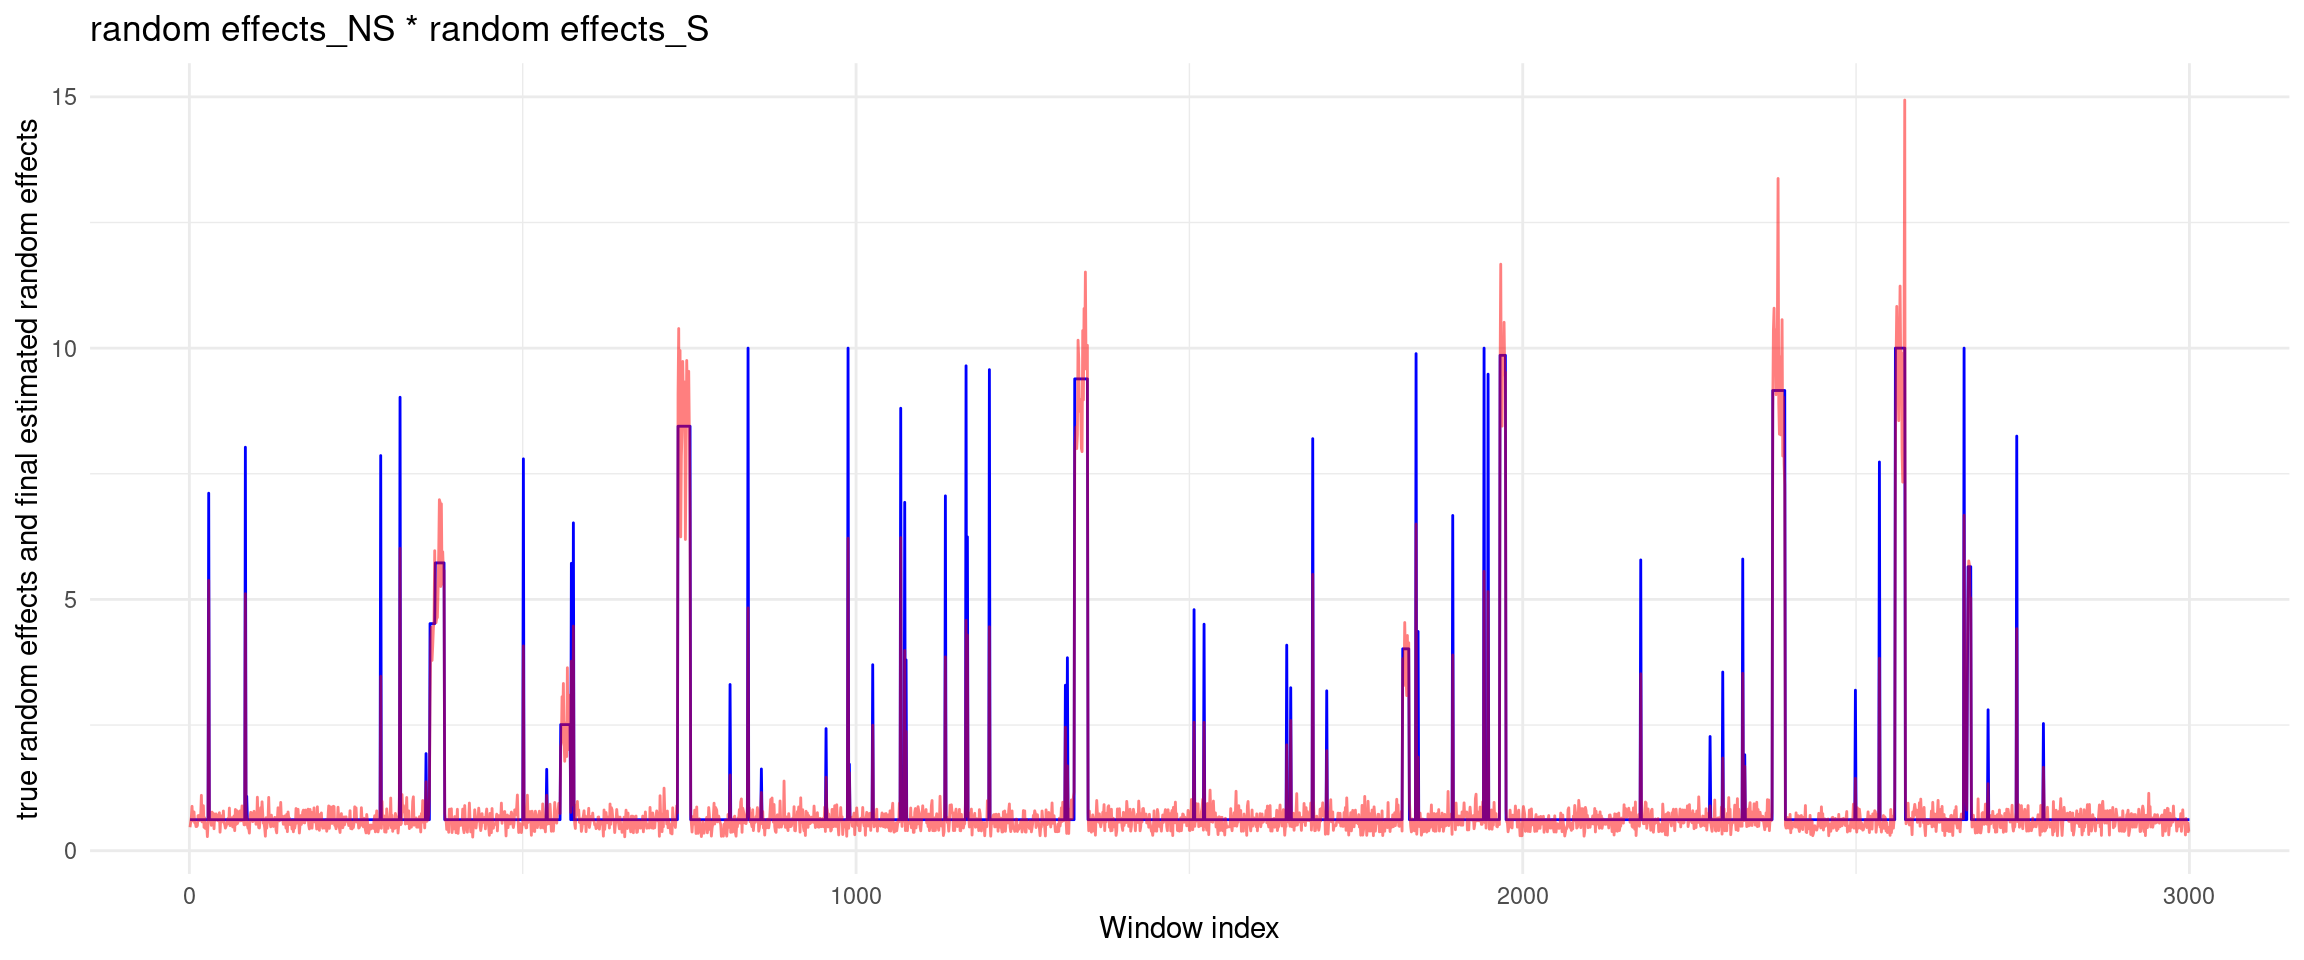 random effects_NS * random effects_S
true random effects and final estimated random effects
15
10
5
0
0
1000
2000
3000
Window index